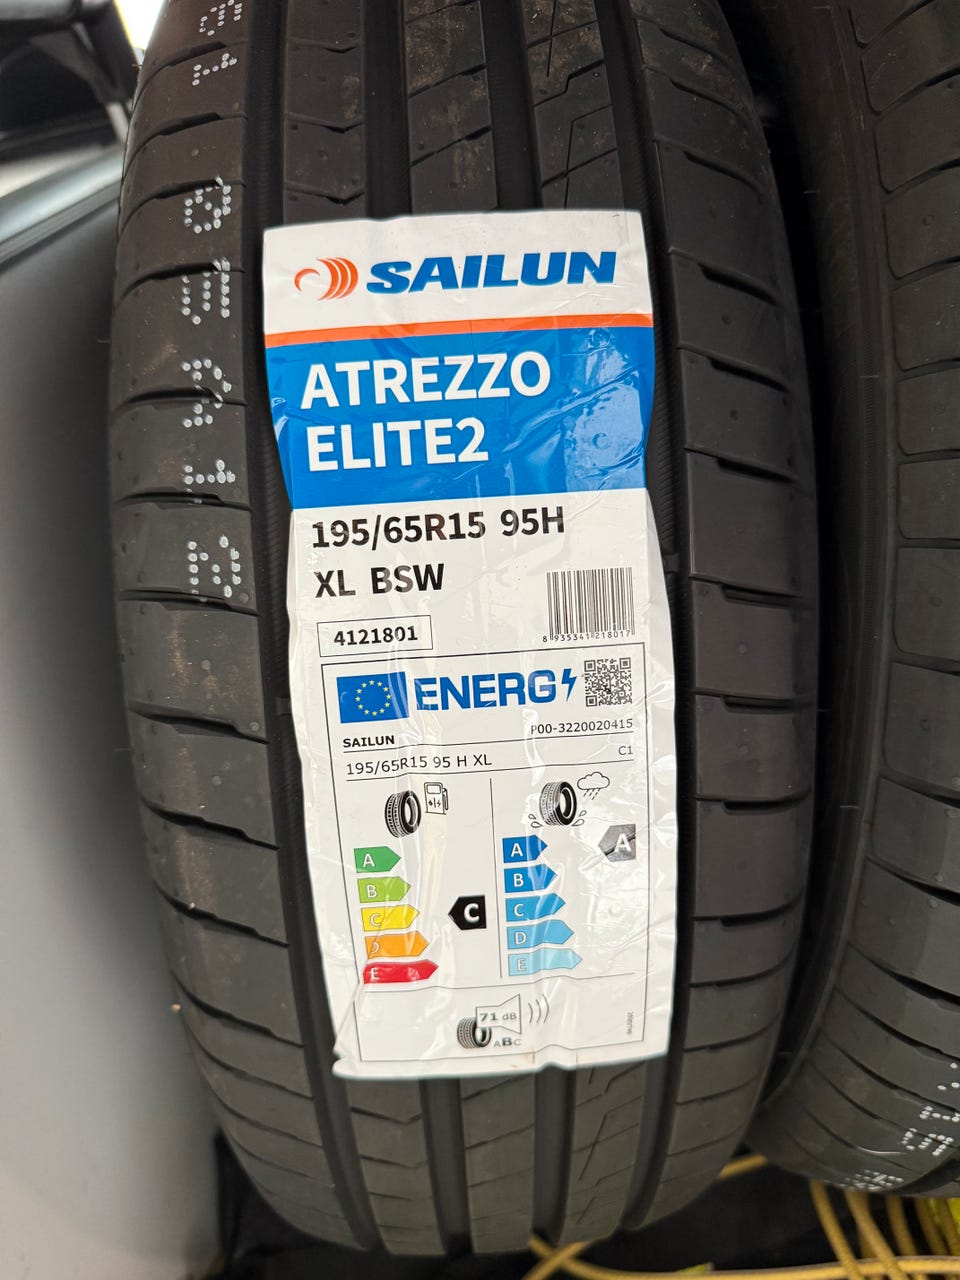 SAILUN
ATREZZO
ELITE2
195/65R15 95H
XL BSW
4121801
8 935341 218017
ENERG
SAILUN
P00-3220020415
195/65R15 95 H XL
C1
A
B
C
D
E
C
A
B
C
D
E
A
71 dB
ABC